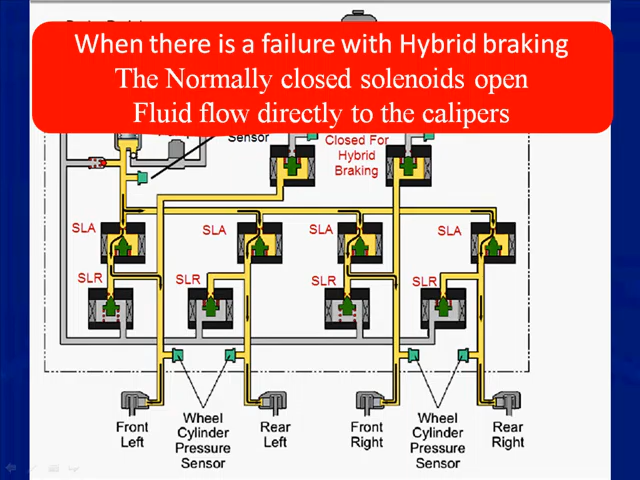 When there is a failure with Hybrid braking
The Normally closed solenoids open
Fluid flow directly to the calipers
Sensor
Closed For
Hybrid
Braking
SLA
SLA
SLA
SLA
SLR
SLR
SLR
SLR
Front
Left
Wheel
Cylinder
Pressure
Sensor
Rear
Left
Front
Right
Wheel
Cylinder
Pressure
Sensor
Rear
Right